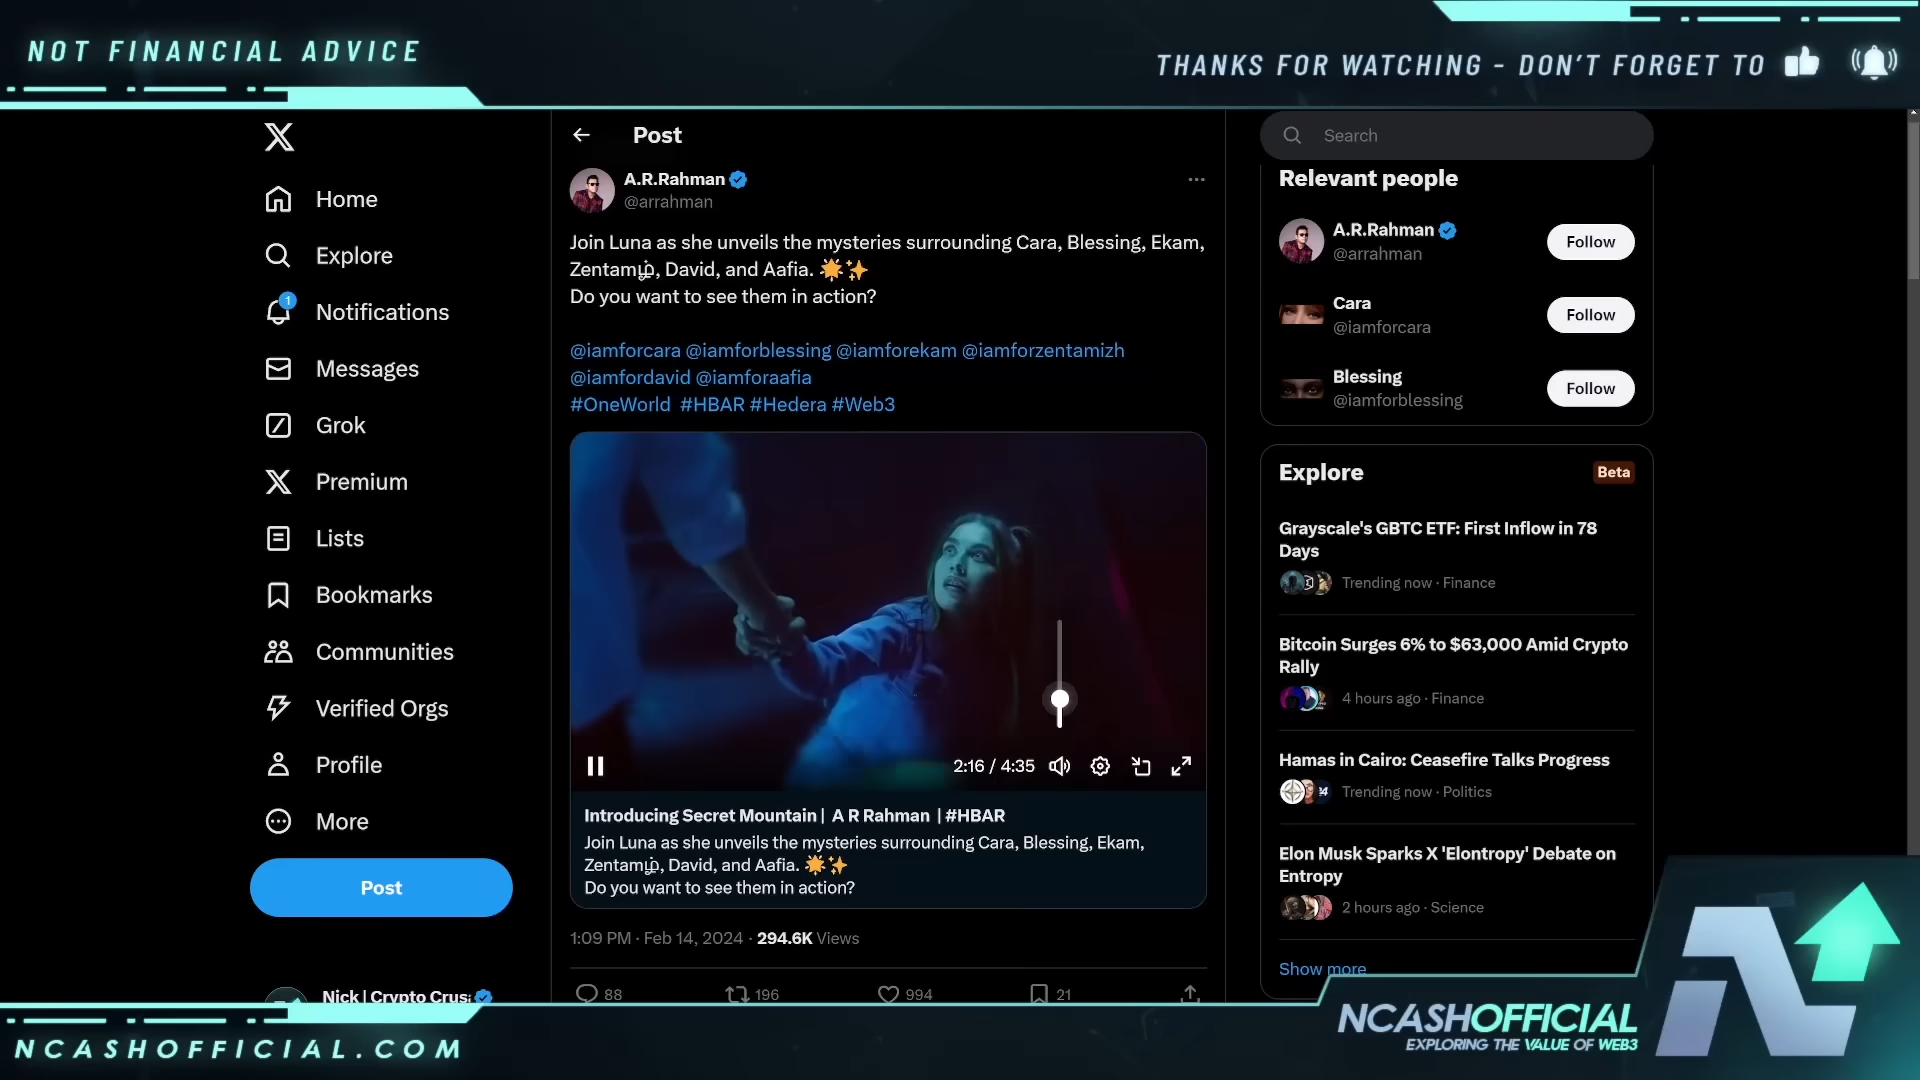 NOT FINANCIAL ADVICE
THANKS FOR WATCHING - DON'T FORGET TO
X
Home
Explore
1
Notifications
Messages
Grok
Premium
Lists
Bookmarks
Communities
Verified Orgs
Profile
More
Post
Nick | Crypto Crus
Post
A.R.Rahman
@arrahman
Join Luna as she unveils the mysteries surrounding Cara, Blessing, Ekam,
Zentamழ், David, and Aafia. 🌟✨
Do you want to see them in action?
@iamforcara @iamforblessing @iamforekam @iamforzentamizh
@iamfordavid @iamforaafia
#OneWorld #HBAR #Hedera #Web3
2:16 / 4:35
Introducing Secret Mountain | A R Rahman | #HBAR
Join Luna as she unveils the mysteries surrounding Cara, Blessing, Ekam,
Zentamழ், David, and Aafia. 🌟✨
Do you want to see them in action?
1:09 PM · Feb 14, 2024 · 294.6K Views
88 196 994 21
Search
Relevant people
A.R.Rahman
@arrahman
Follow
Cara
@iamforcara
Follow
Blessing
@iamforblessing
Follow
Explore
Beta
Grayscale's GBTC ETF: First Inflow in 78
Days
Trending now · Finance
Bitcoin Surges 6% to $63,000 Amid Crypto
Rally
4 hours ago · Finance
Hamas in Cairo: Ceasefire Talks Progress
Trending now · Politics
Elon Musk Sparks X 'Elontropy' Debate on
Entropy
2 hours ago · Science
Show more
NCASHOFFICIAL.COM
NCASHOFFICIAL
EXPLORING THE VALUE OF WEB3